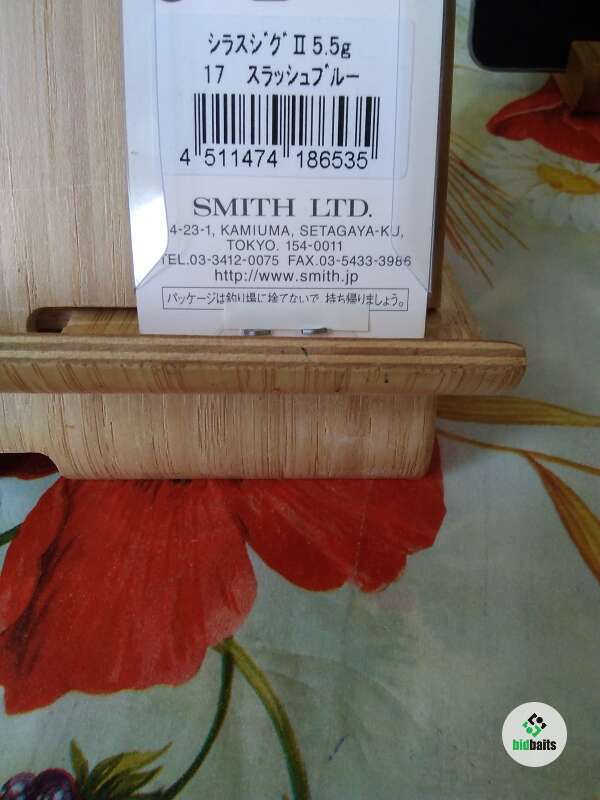 シラスジグⅡ 5.5g
17 スラッシュブルー
4 511474 186535
SMITH LTD.
4-23-1, KAMIUMA, SETAGAYA-KU,
TOKYO. 154-0011
TEL.03-3412-0075 FAX.03-5433-3986
http://www.smith.jp
パッケージは釣り場に捨てないで 持ち帰りましょう。
bidbaits